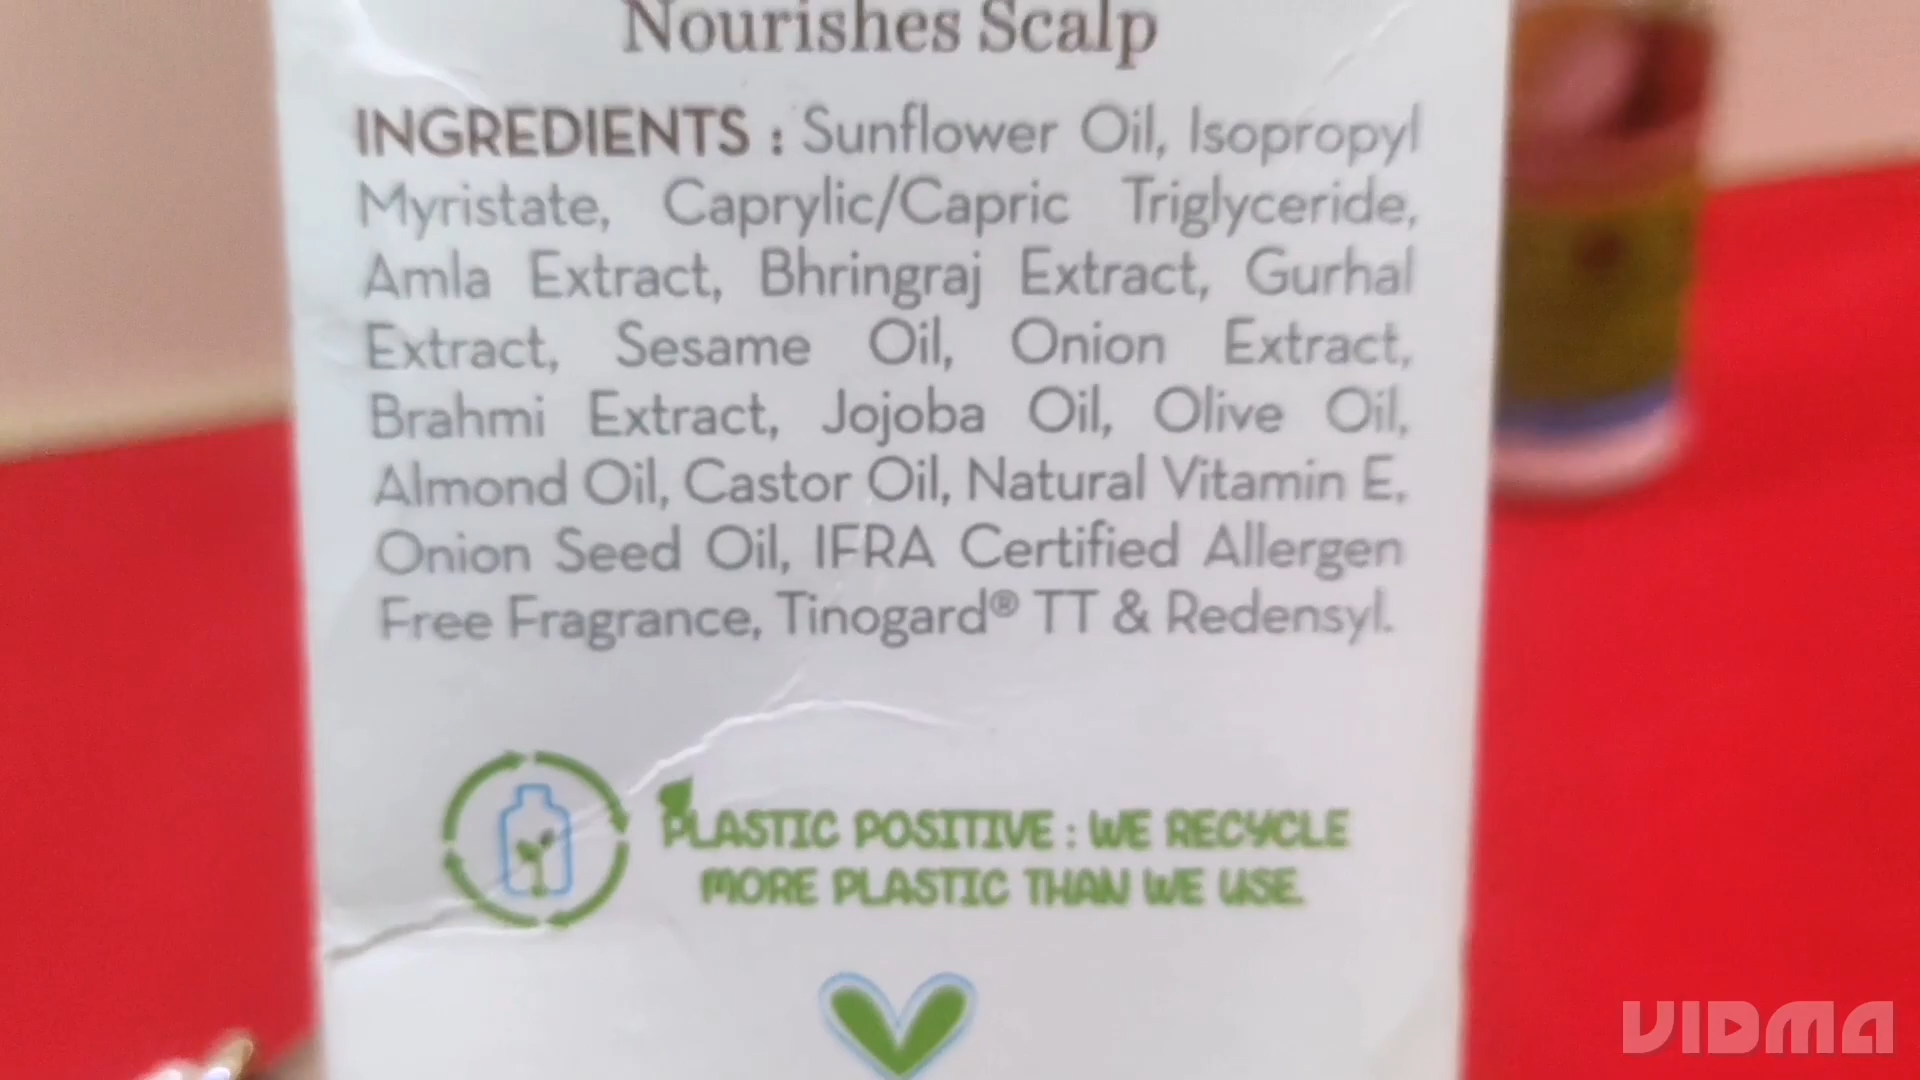 Nourishes Scalp
INGREDIENTS : Sunflower Oil, Isopropyl
Myristate, Caprylic/Capric Triglyceride,
Amla Extract, Bhringraj Extract, Gurhal
Extract, Sesame Oil, Onion Extract,
Brahmi Extract, Jojoba Oil, Olive Oil,
Almond Oil, Castor Oil, Natural Vitamin E,
Onion Seed Oil, IFRA Certified Allergen
Free Fragrance, Tinogard® TT & Redensyl.
PLASTIC POSITIVE : WE RECYCLE
MORE PLASTIC THAN WE USE.
VIDMA